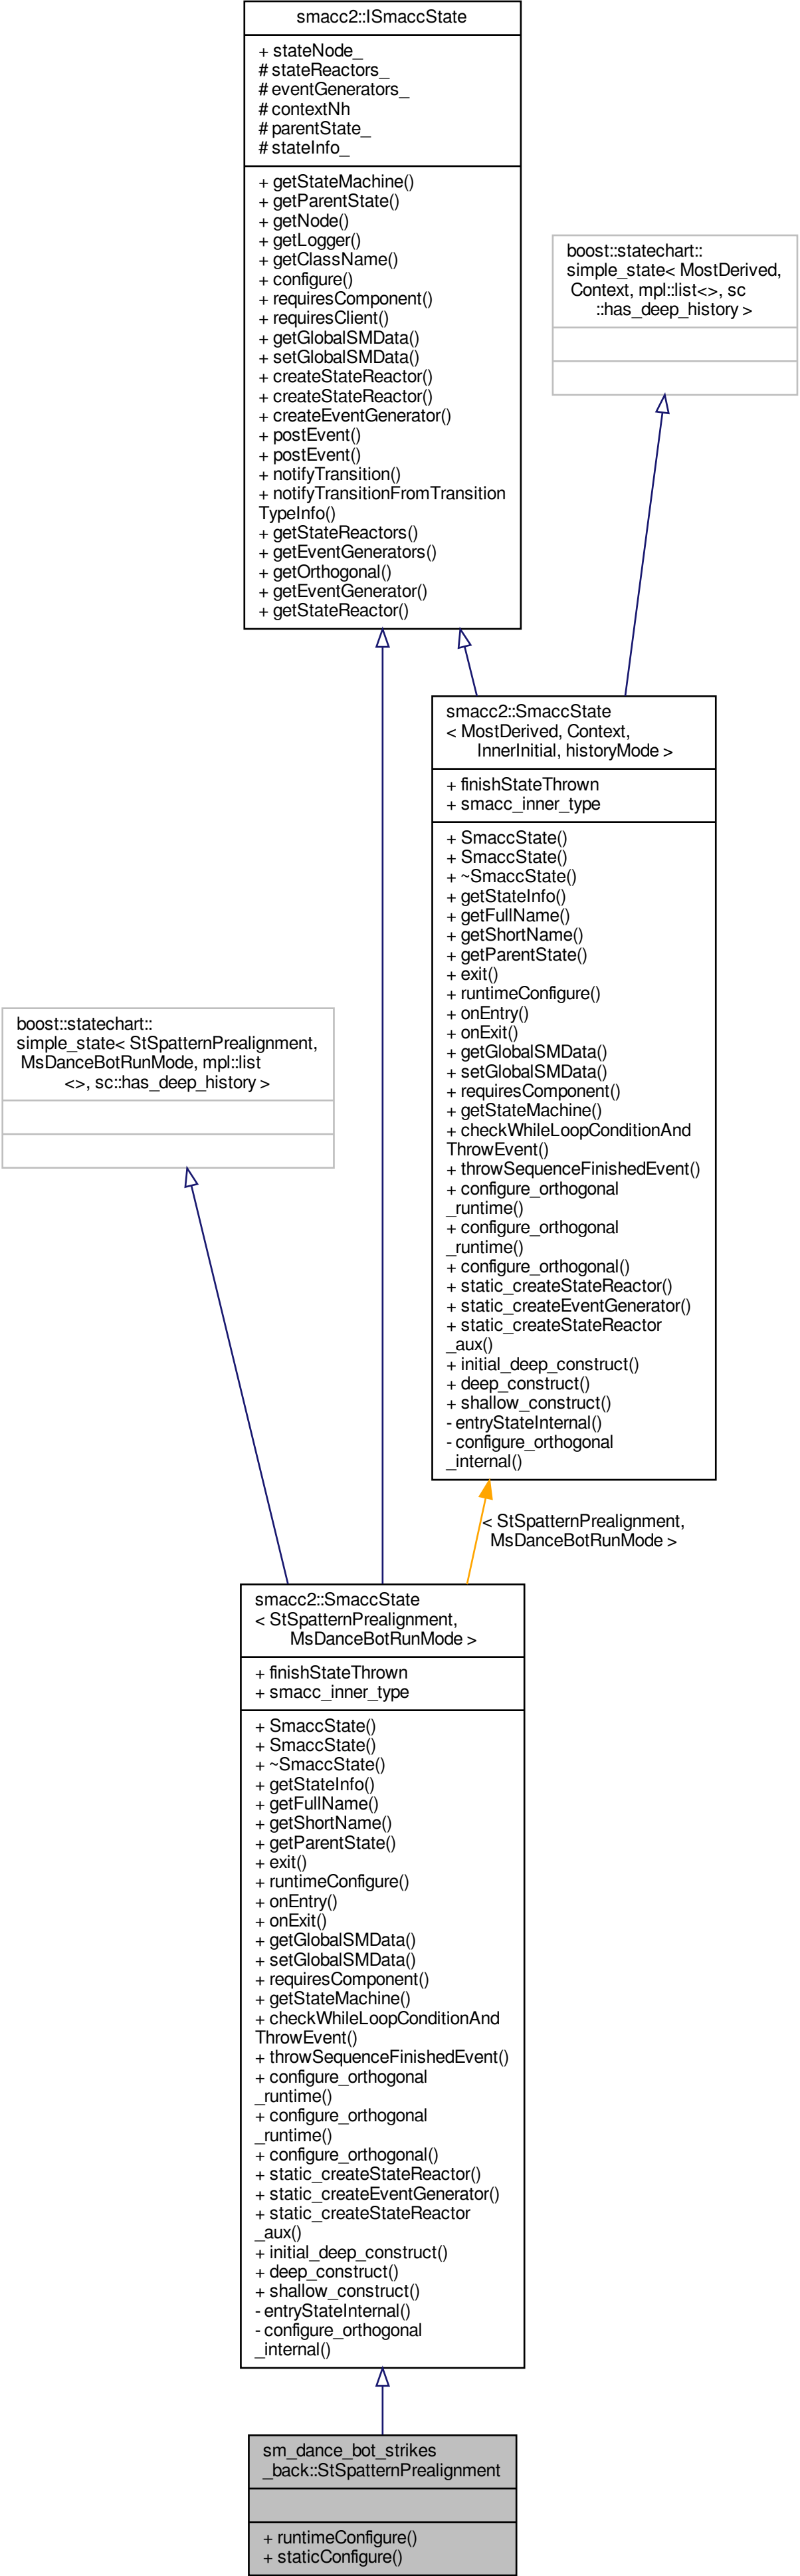 smacc2::ISmaccState
+ stateNode_
# stateReactors_
# eventGenerators_
# contextNh
# parentState_
# stateInfo_
+ getStateMachine()
+ getParentState()
+ getNode()
+ getLogger()
+ getClassName()
+ configure()
+ requiresComponent()
+ requiresClient()
+ getGlobalSMData()
+ setGlobalSMData()
+ createStateReactor()
+ createStateReactor()
+ createEventGenerator()
+ postEvent()
+ postEvent()
+ notifyTransition()
+ notifyTransitionFromTransition
TypeInfo()
+ getStateReactors()
+ getEventGenerators()
+ getOrthogonal()
+ getEventGenerator()
+ getStateReactor()
boost::statechart::
simple_state< MostDerived,
Context, mpl::list<>, sc
::has_deep_history >
smacc2::SmaccState
< MostDerived, Context,
InnerInitial, historyMode >
+ finishStateThrown
+ smacc_inner_type
+ SmaccState()
+ SmaccState()
+ ~SmaccState()
+ getStateInfo()
+ getFullName()
+ getShortName()
+ getParentState()
+ exit()
+ runtimeConfigure()
+ onEntry()
+ onExit()
+ getGlobalSMData()
+ setGlobalSMData()
+ requiresComponent()
+ getStateMachine()
+ checkWhileLoopConditionAnd
ThrowEvent()
+ throwSequenceFinishedEvent()
+ configure_orthogonal
_runtime()
+ configure_orthogonal
_runtime()
+ configure_orthogonal()
+ static_createStateReactor()
+ static_createEventGenerator()
+ static_createStateReactor
_aux()
+ initial_deep_construct()
+ deep_construct()
+ shallow_construct()
- entryStateInternal()
- configure_orthogonal
_internal()
boost::statechart::
simple_state< StSpatternPrealignment,
MsDanceBotRunMode, mpl::list
<>, sc::has_deep_history >
< StSpatternPrealignment,
MsDanceBotRunMode >
smacc2::SmaccState
< StSpatternPrealignment,
MsDanceBotRunMode >
+ finishStateThrown
+ smacc_inner_type
+ SmaccState()
+ SmaccState()
+ ~SmaccState()
+ getStateInfo()
+ getFullName()
+ getShortName()
+ getParentState()
+ exit()
+ runtimeConfigure()
+ onEntry()
+ onExit()
+ getGlobalSMData()
+ setGlobalSMData()
+ requiresComponent()
+ getStateMachine()
+ checkWhileLoopConditionAnd
ThrowEvent()
+ throwSequenceFinishedEvent()
+ configure_orthogonal
_runtime()
+ configure_orthogonal
_runtime()
+ configure_orthogonal()
+ static_createStateReactor()
+ static_createEventGenerator()
+ static_createStateReactor
_aux()
+ initial_deep_construct()
+ deep_construct()
+ shallow_construct()
- entryStateInternal()
- configure_orthogonal
_internal()
sm_dance_bot_strikes
_back::StSpatternPrealignment
+ runtimeConfigure()
+ staticConfigure()